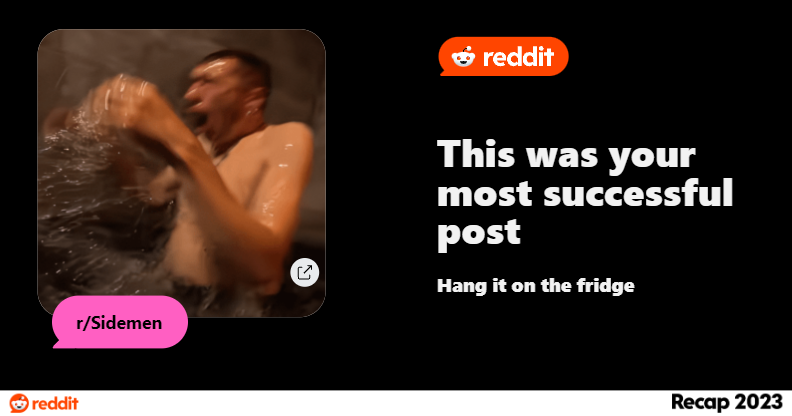 reddit
This was your
most successful
post
Hang it on the fridge
r/Sidemen
reddit
Recap 2023